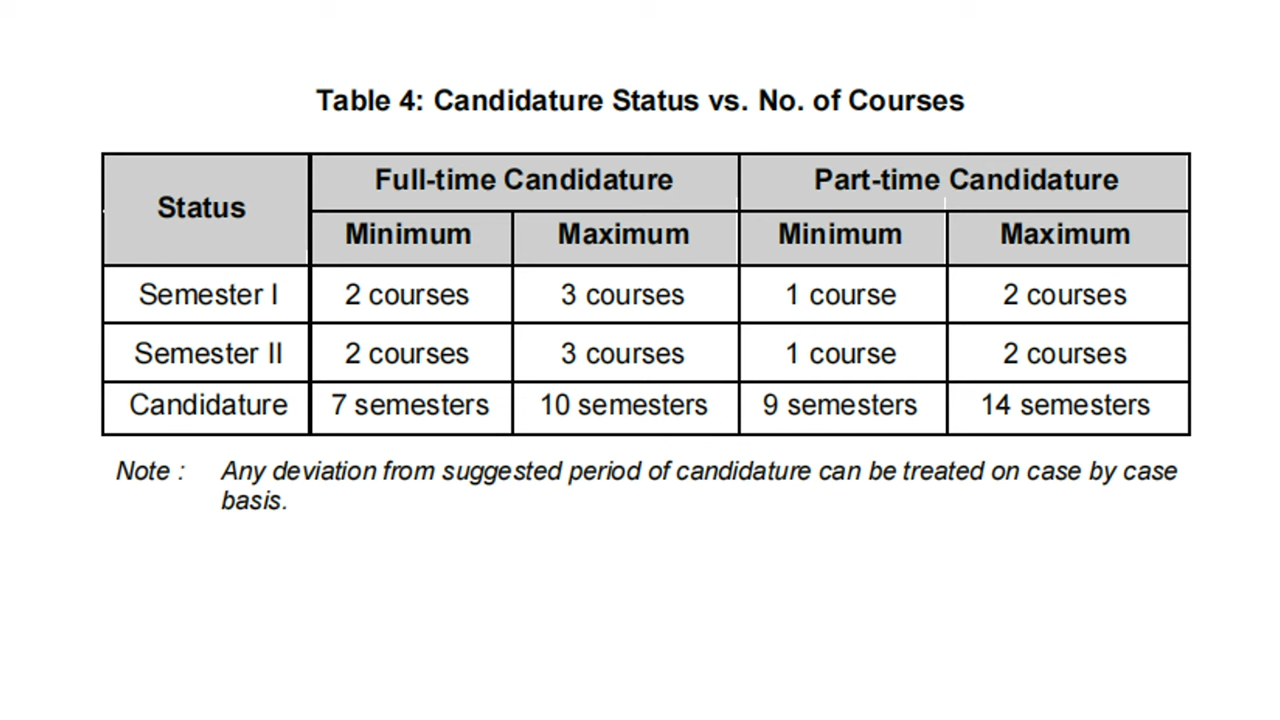 Table 4: Candidature Status vs. No. of Courses
Status Full-time Candidature Part-time Candidature
Minimum Maximum Minimum Maximum
Semester I 2 courses 3 courses 1 course 2 courses
Semester II 2 courses 3 courses 1 course 2 courses
Candidature 7 semesters 10 semesters 9 semesters 14 semesters
Note : Any deviation from suggested period of candidature can be treated on case by case
basis.